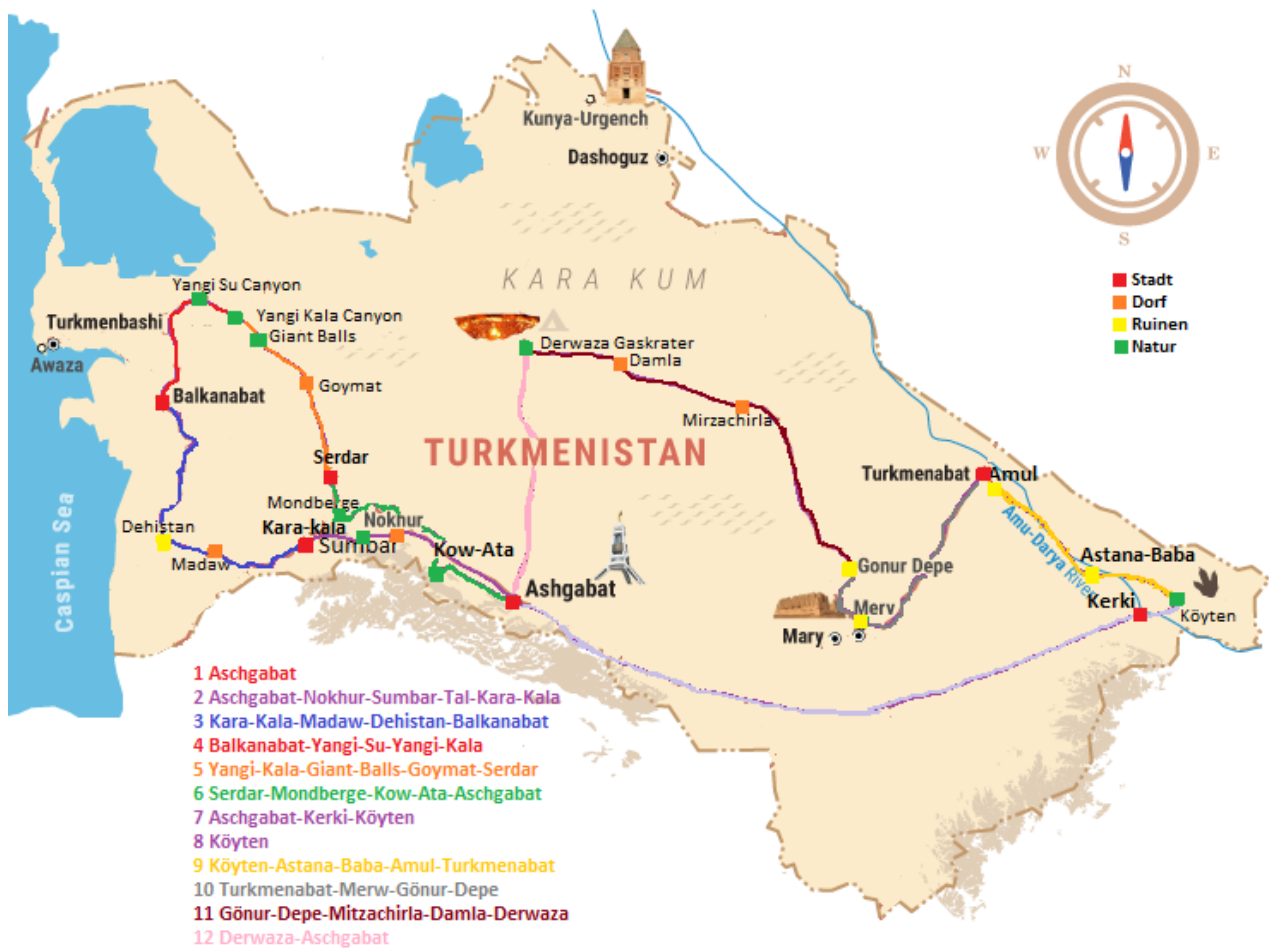 N
W
E
S
Kunya-Urgench
Dashoguz
KARA KUM
Stadt
Dorf
Ruinen
Natur
Yangi Su Canyon
Yangi Kala Canyon
Giant Balls
Turkmenbashi
Awaza
Derwaza Gaskrater
Damla
Goymat
Balkanabat
Mirzachirla
TURKMENISTAN
Serdar
Turkmenabat
Amul
Mondberge
Nokhur
Dehistan
Kara-kala
Sumbar
Madaw
Kow-Ata
Caspian Sea
Amu-Darya River
Astana-Baba
Gonur Depe
Ashgabat
Merv
Mary
Kerki
Köyten
1 Aschgabat
2 Aschgabat-Nokhur-Sumbar-Tal-Kara-Kala
3 Kara-Kala-Madaw-Dehistan-Balkanabat
4 Balkanabat-Yangi-Su-Yangi-Kala
5 Yangi-Kala-Giant-Balls-Goymat-Serdar
6 Serdar-Mondberge-Kow-Ata-Aschgabat
7 Aschgabat-Kerki-Köyten
8 Köyten
9 Köyten-Astana-Baba-Amul-Turkmenabat
10 Turkmenabat-Merw-Gönur-Depe
11 Gönur-Depe-Mitzachirla-Damla-Derwaza
12 Derwaza-Aschgabat